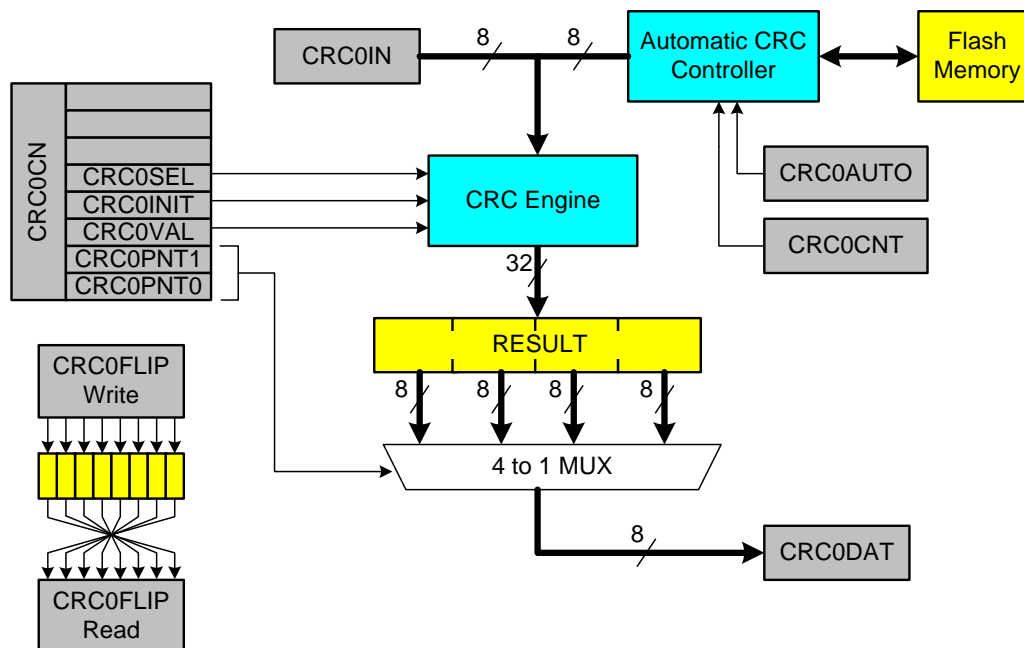 CRC0IN
8
8
Automatic CRC
Controller
Flash
Memory
CRC0CN
CRC0SEL
CRC0INIT
CRC0VAL
CRC0PNT1
CRC0PNT0
CRC Engine
CRC0AUTO
CRC0CNT
32
RESULT
8
8
8
8
4 to 1 MUX
8
CRC0DAT
CRC0FLIP
Write
CRC0FLIP
Read